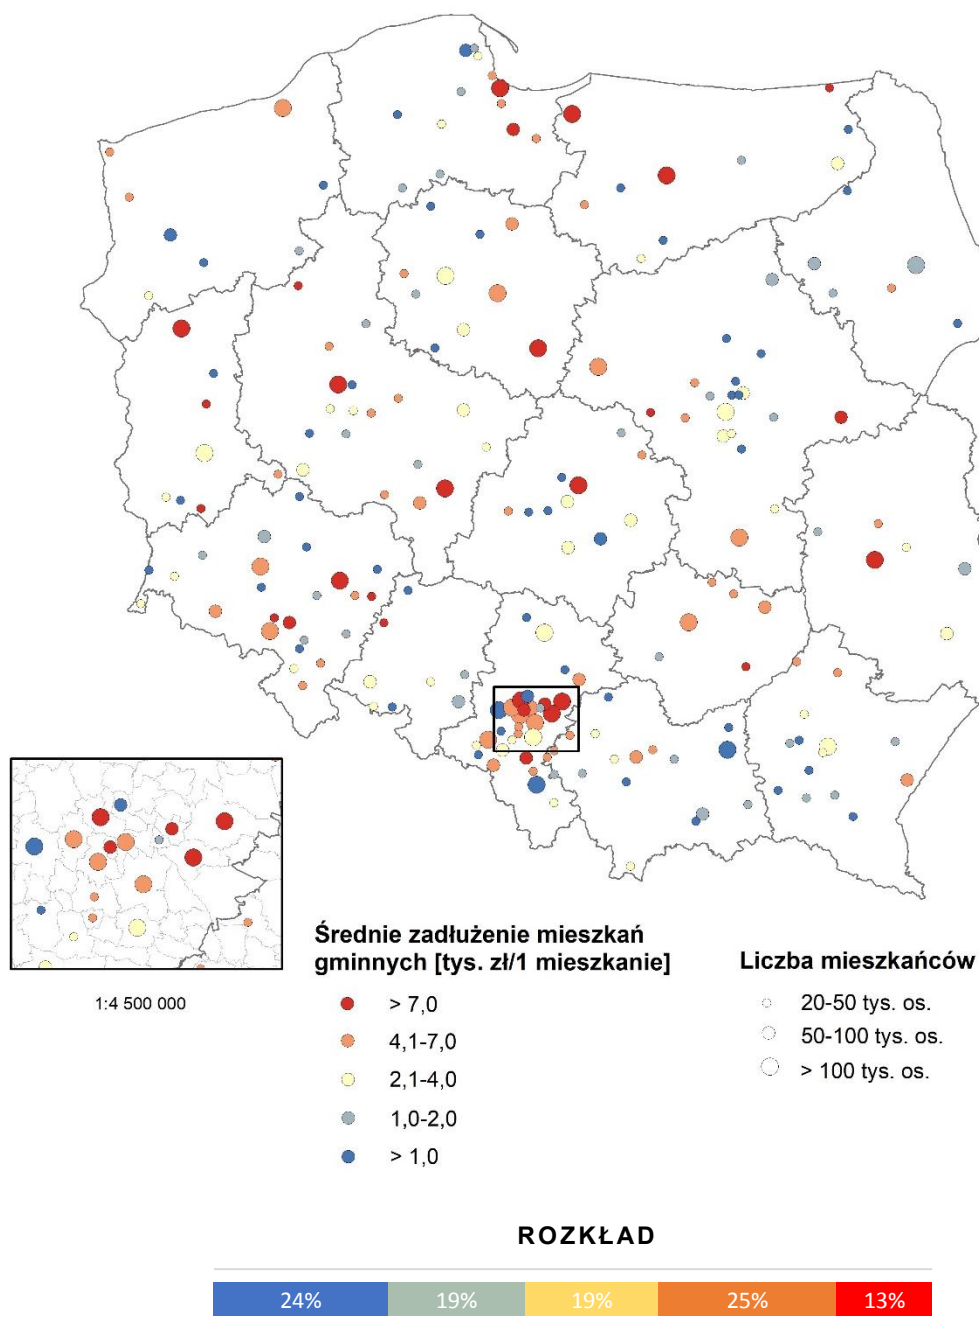 1:4 500 000
Średnie zadłużenie mieszkań
gminnych [tys. zł/1 mieszkanie]
> 7,0
4,1-7,0
2,1-4,0
1,0-2,0
> 1,0
Liczba mieszkańców
20-50 tys. os.
50-100 tys. os.
> 100 tys. os.
ROZKŁAD
24% 19% 19% 25% 13%